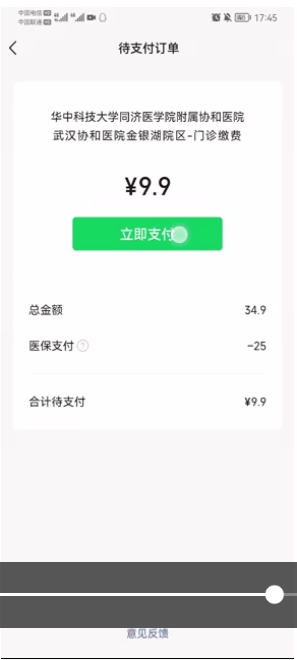 中国电信 HD
中国联通 HD
17:45
待支付订单
华中科技大学同济医学院附属协和医院
武汉协和医院金银湖院区-门诊缴费
¥9.9
立即支付
总金额 34.9
医保支付 ? -25
合计待支付 ¥9.9
意见反馈